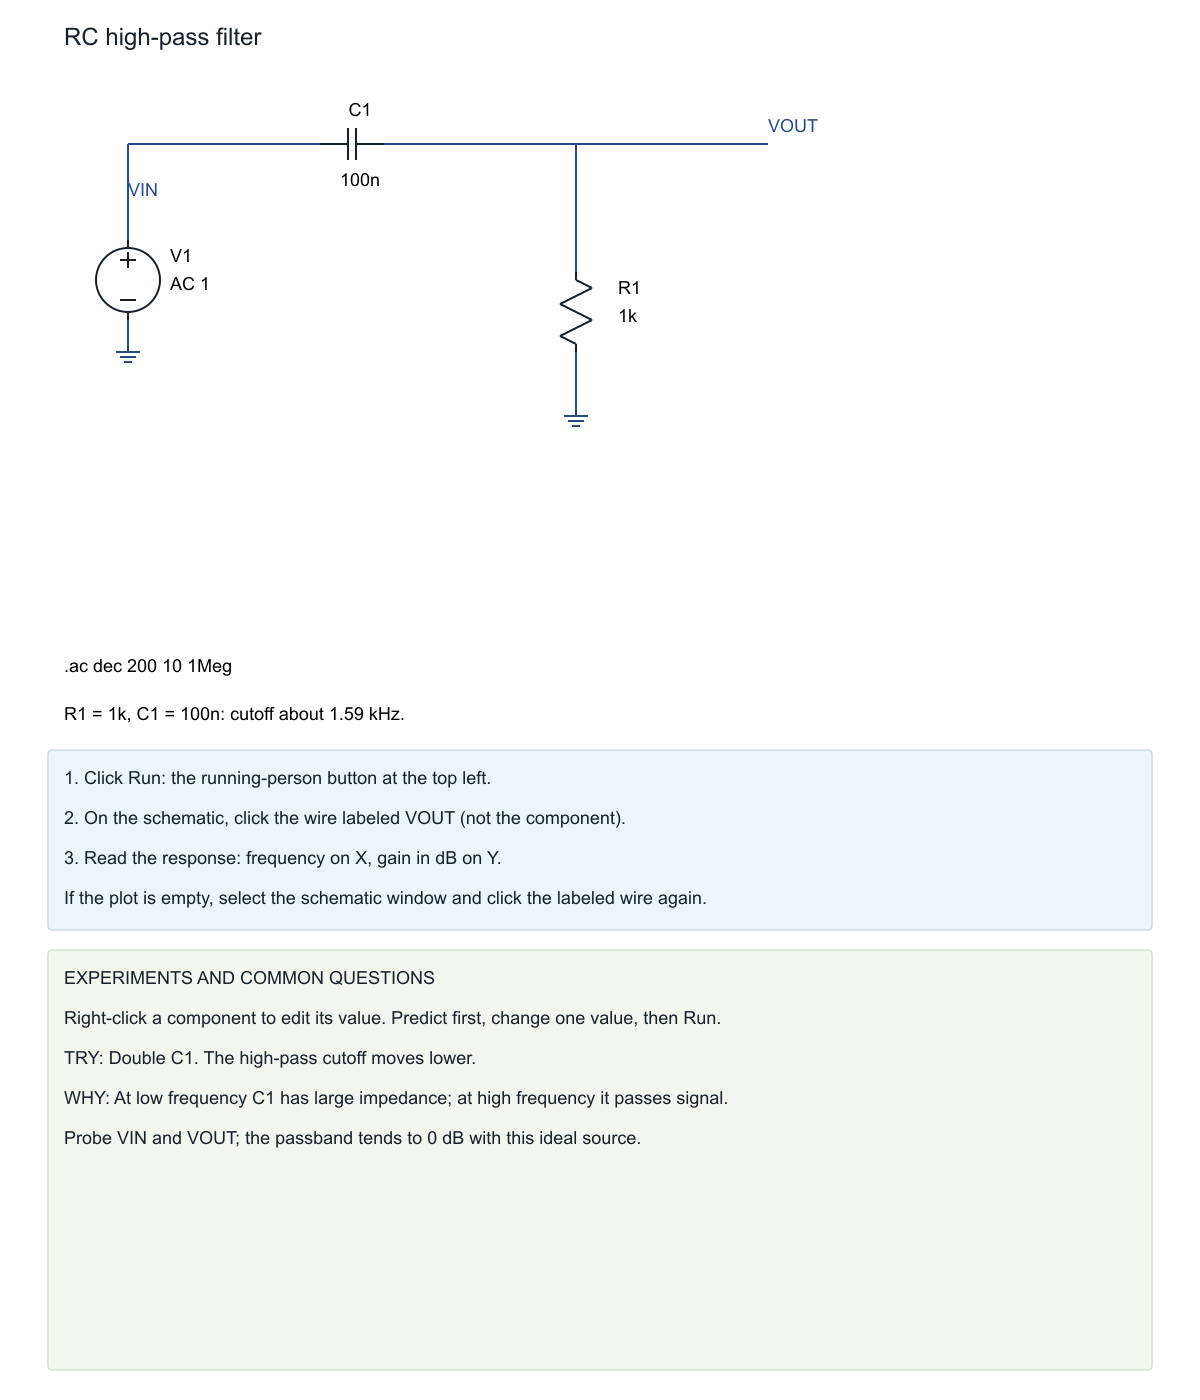 RC high-pass filter
C1
VOUT
100n
VIN
V1
AC 1
R1
1k
.ac dec 200 10 1Meg
R1 = 1k, C1 = 100n: cutoff about 1.59 kHz.
1. Click Run: the running-person button at the top left.
2. On the schematic, click the wire labeled VOUT (not the component).
3. Read the response: frequency on X, gain in dB on Y.
If the plot is empty, select the schematic window and click the labeled wire again.
EXPERIMENTS AND COMMON QUESTIONS
Right-click a component to edit its value. Predict first, change one value, then Run.
TRY: Double C1. The high-pass cutoff moves lower.
WHY: At low frequency C1 has large impedance; at high frequency it passes signal.
Probe VIN and VOUT; the passband tends to 0 dB with this ideal source.